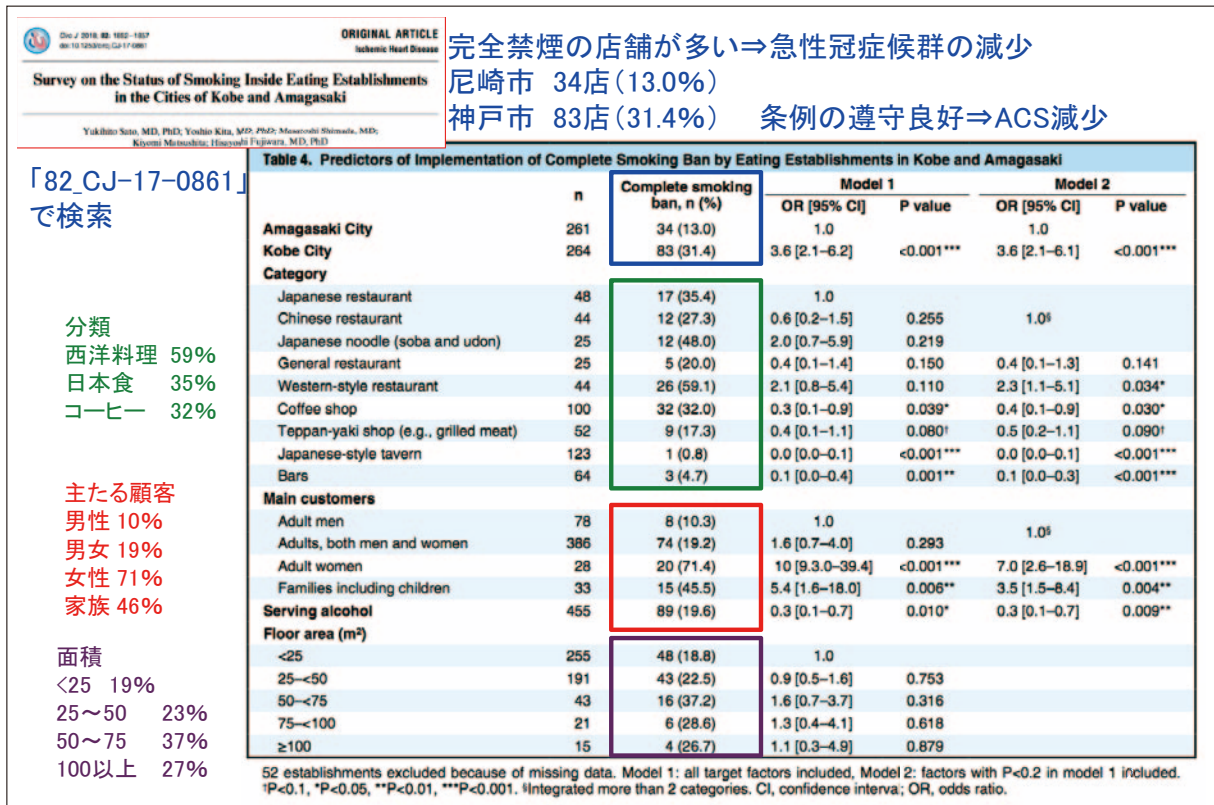 Circ J 2018; 82: 1852–1857
doi:10.1253/circj.CJ-17-0861
ORIGINAL ARTICLE
Ischemic Heart Disease
Survey on the Status of Smoking Inside Eating Establishments
in the Cities of Kobe and Amagasaki
Yukihito Sato, MD, PhD; Yoshio Kita, MD, PhD; Masatoshi Shimada, MD;
Kiyomi Matsushita; Hisayoshi Fujiwara, MD, PhD
完全禁煙の店舗が多い⇒急性冠症候群の減少
尼崎市 34店(13.0%)
神戸市 83店(31.4%) 条例の遵守良好⇒ACS減少
「82_CJ-17-0861」
で検索
分類
西洋料理 59%
日本食 35%
コーヒー 32%
主たる顧客
男性 10%
男女 19%
女性 71%
家族 46%
面積
<25 19%
25~50 23%
50~75 37%
100以上 27%
Table 4. Predictors of Implementation of Complete Smoking Ban by Eating Establishments in Kobe and Amagasaki
n Complete smoking ban, n (%) Model 1 Model 2
OR [95% CI] P value OR [95% CI] P value
Amagasaki City 261 34 (13.0) 1.0 1.0
Kobe City 264 83 (31.4) 3.6 [2.1–6.2] <0.001*** 3.6 [2.1–6.1] <0.001***
Category
Japanese restaurant 48 17 (35.4) 1.0
Chinese restaurant 44 12 (27.3) 0.6 [0.2–1.5] 0.255 1.0§
Japanese noodle (soba and udon) 25 12 (48.0) 2.0 [0.7–5.9] 0.219
General restaurant 25 5 (20.0) 0.4 [0.1–1.4] 0.150 0.4 [0.1–1.3] 0.141
Western-style restaurant 44 26 (59.1) 2.1 [0.8–5.4] 0.110 2.3 [1.1–5.1] 0.034*
Coffee shop 100 32 (32.0) 0.3 [0.1–0.9] 0.039* 0.4 [0.1–0.9] 0.030*
Teppan-yaki shop (e.g., grilled meat) 52 9 (17.3) 0.4 [0.1–1.1] 0.080† 0.5 [0.2–1.1] 0.090†
Japanese-style tavern 123 1 (0.8) 0.0 [0.0–0.1] <0.001*** 0.0 [0.0–0.1] <0.001***
Bars 64 3 (4.7) 0.1 [0.0–0.4] 0.001** 0.1 [0.0–0.3] <0.001***
Main customers
Adult men 78 8 (10.3) 1.0 1.0§
Adults, both men and women 386 74 (19.2) 1.6 [0.7–4.0] 0.293
Adult women 28 20 (71.4) 10 [9.3.0–39.4] <0.001*** 7.0 [2.6–18.9] <0.001***
Families including children 33 15 (45.5) 5.4 [1.6–18.0] 0.006** 3.5 [1.5–8.4] 0.004**
Serving alcohol 455 89 (19.6) 0.3 [0.1–0.7] 0.010* 0.3 [0.1–0.7] 0.009**
Floor area (m²)
<25 255 48 (18.8) 1.0
25–<50 191 43 (22.5) 0.9 [0.5–1.6] 0.753
50–<75 43 16 (37.2) 1.6 [0.7–3.7] 0.316
75–<100 21 6 (28.6) 1.3 [0.4–4.1] 0.618
≥100 15 4 (26.7) 1.1 [0.3–4.9] 0.879
52 establishments excluded because of missing data. Model 1: all target factors included, Model 2: factors with P<0.2 in model 1 included.
†P<0.1, *P<0.05, **P<0.01, ***P<0.001. §Integrated more than 2 categories. CI, confidence interva; OR, odds ratio.